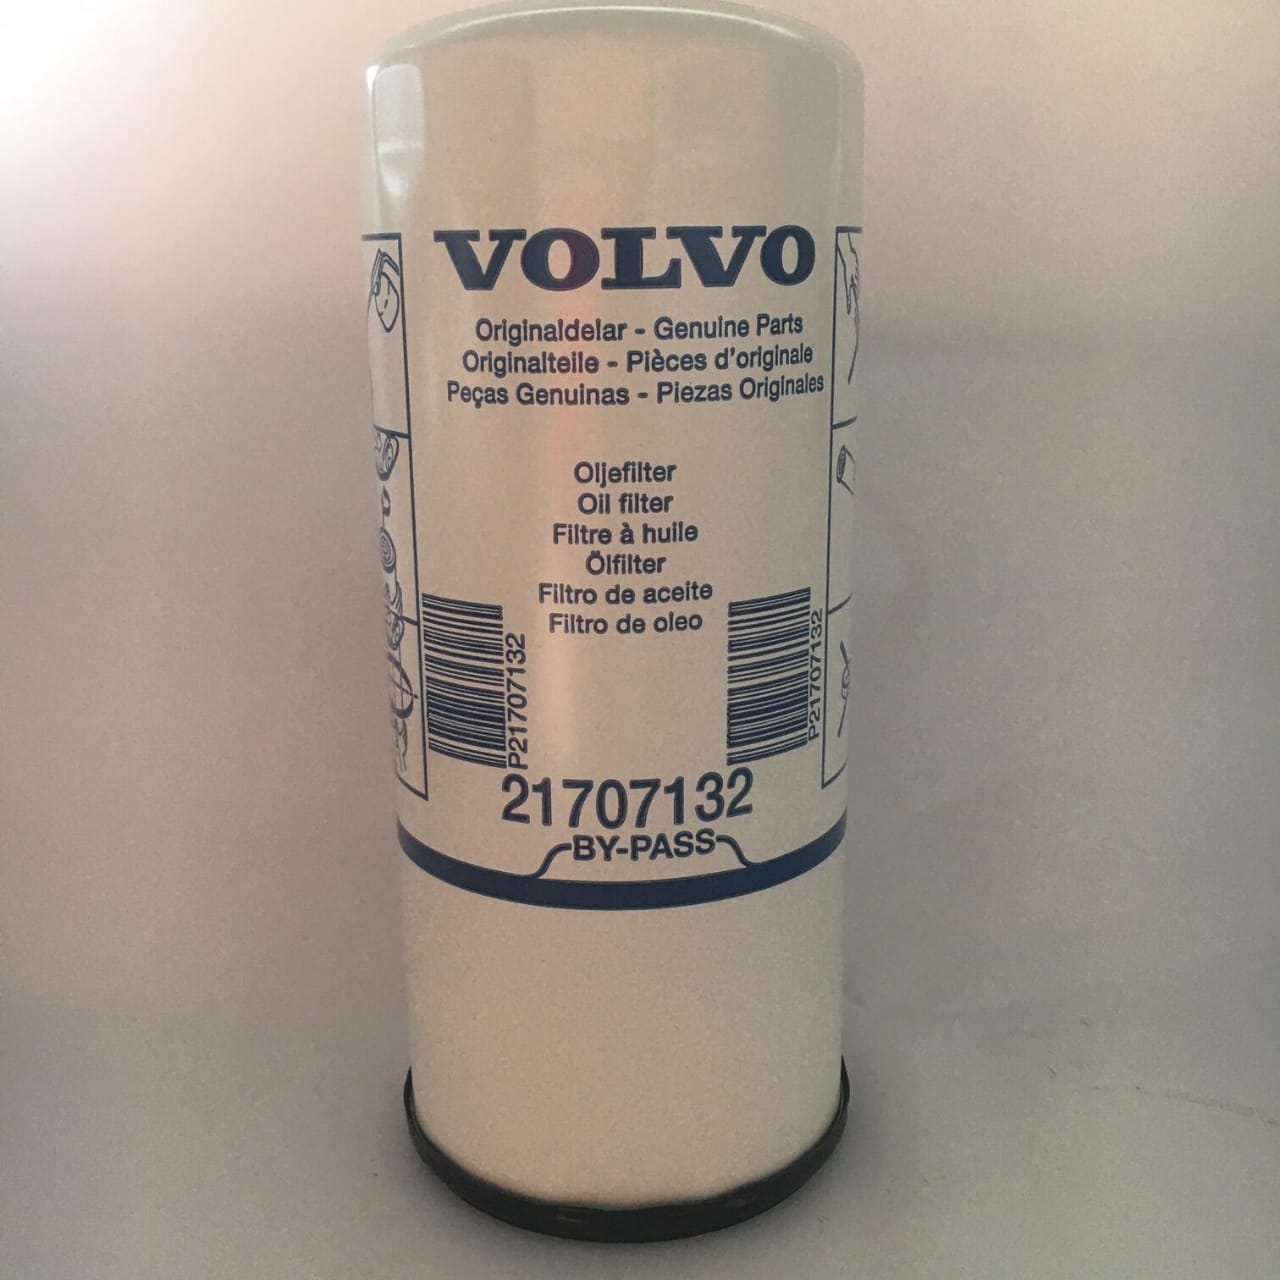 VOLVO
Originaldelar - Genuine Parts
Originalteile - Pièces d'originale
Peças Genuinas - Piezas Originales
Oljefilter
Oil filter
Filtre à huile
Ölfilter
Filtro de aceite
Filtro de oleo
P21707132
P21707132
21707132
BY-PASS